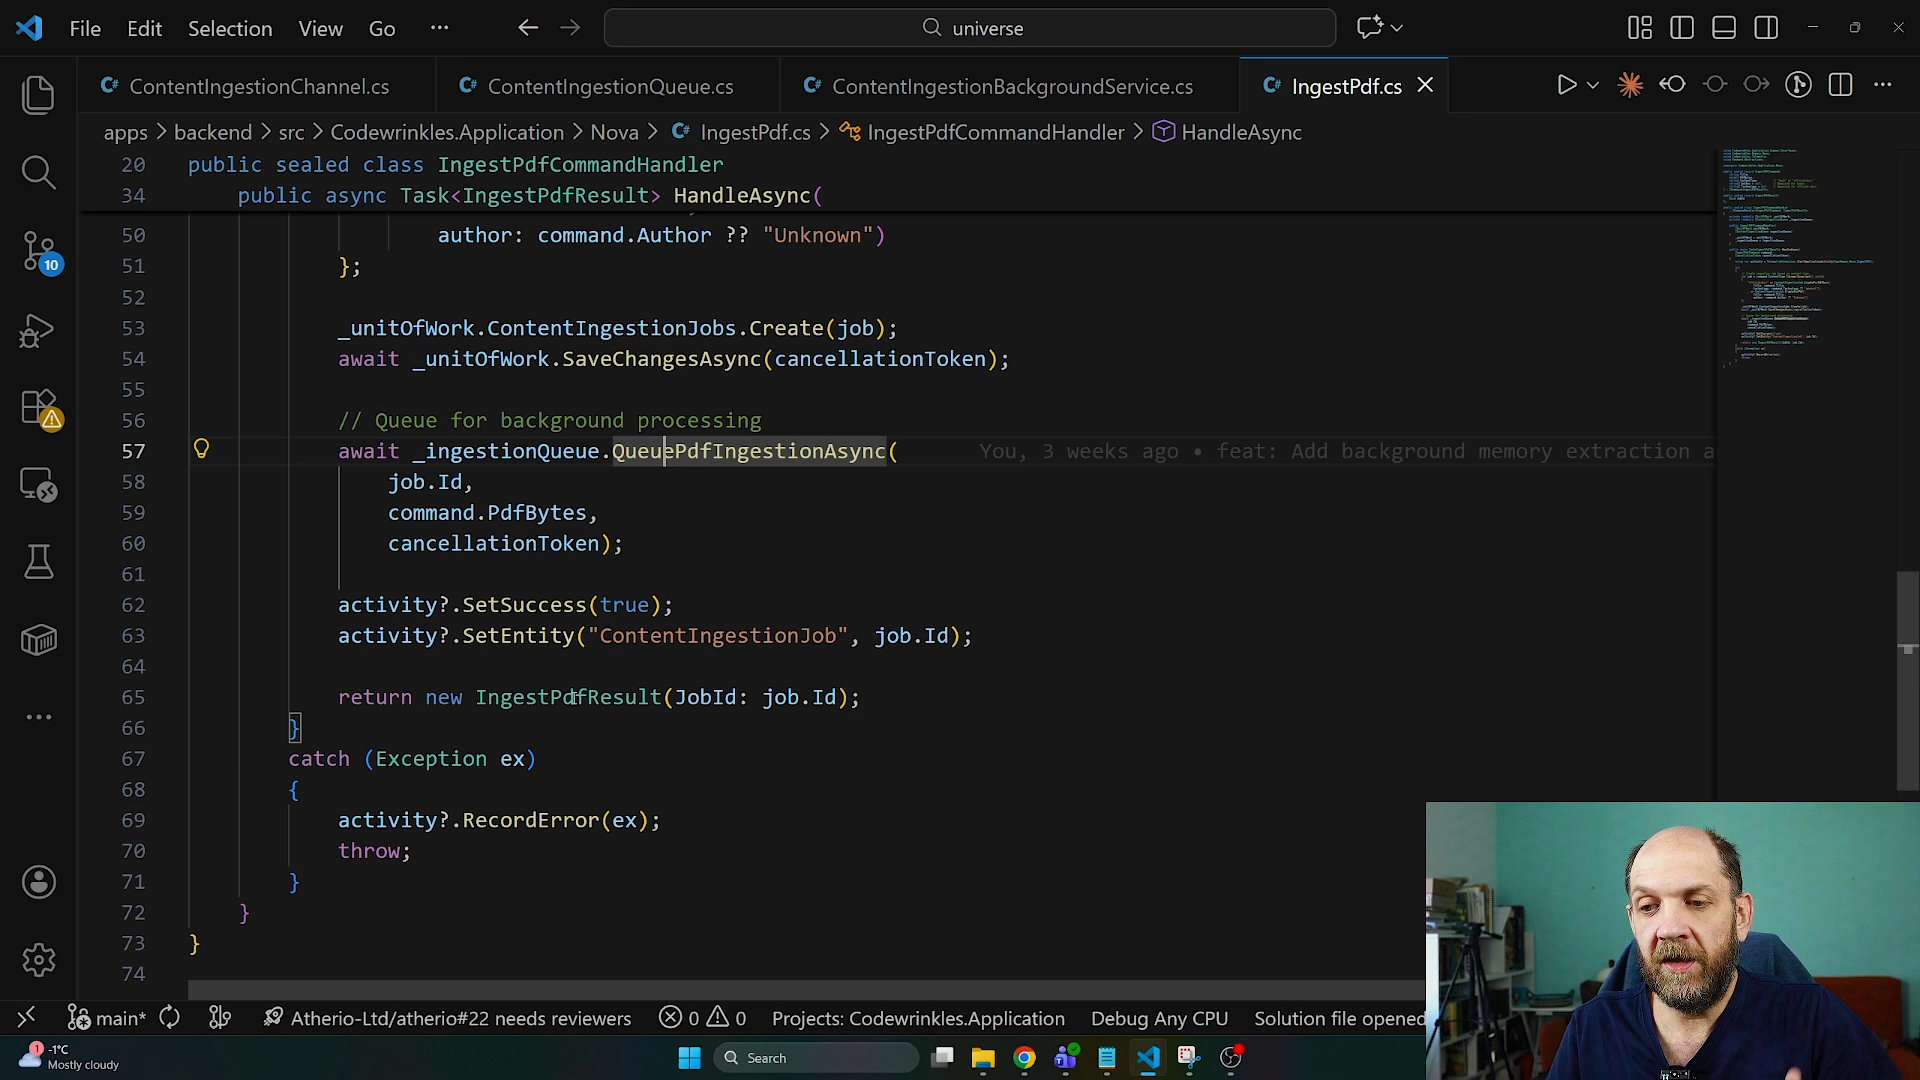 File Edit Selection View Go ··· universe
ContentIngestionChannel.cs ContentIngestionQueue.cs ContentIngestionBackgroundService.cs IngestPdf.cs
apps > backend > src > Codewrinkles.Application > Nova > IngestPdf.cs > IngestPdfCommandHandler > HandleAsync
20 public sealed class IngestPdfCommandHandler
34 public async Task<IngestPdfResult> HandleAsync(
50 author: command.Author ?? "Unknown")
51 };
52
53 _unitOfWork.ContentIngestionJobs.Create(job);
54 await _unitOfWork.SaveChangesAsync(cancellationToken);
55
56 // Queue for background processing
57 await _ingestionQueue.QueuePdfIngestionAsync( You, 3 weeks ago • feat: Add background memory extraction a
58 job.Id,
59 command.PdfBytes,
60 cancellationToken);
61
62 activity?.SetSuccess(true);
63 activity?.SetEntity("ContentIngestionJob", job.Id);
64
65 return new IngestPdfResult(JobId: job.Id);
66 }
67 catch (Exception ex)
68 {
69 activity?.RecordError(ex);
70 throw;
71 }
72 }
73 }
74
10
main* Atherio-Ltd/atherio#22 needs reviewers 0 0 Projects: Codewrinkles.Application Debug Any CPU Solution file opened
1 -1°C
Mostly cloudy
Search